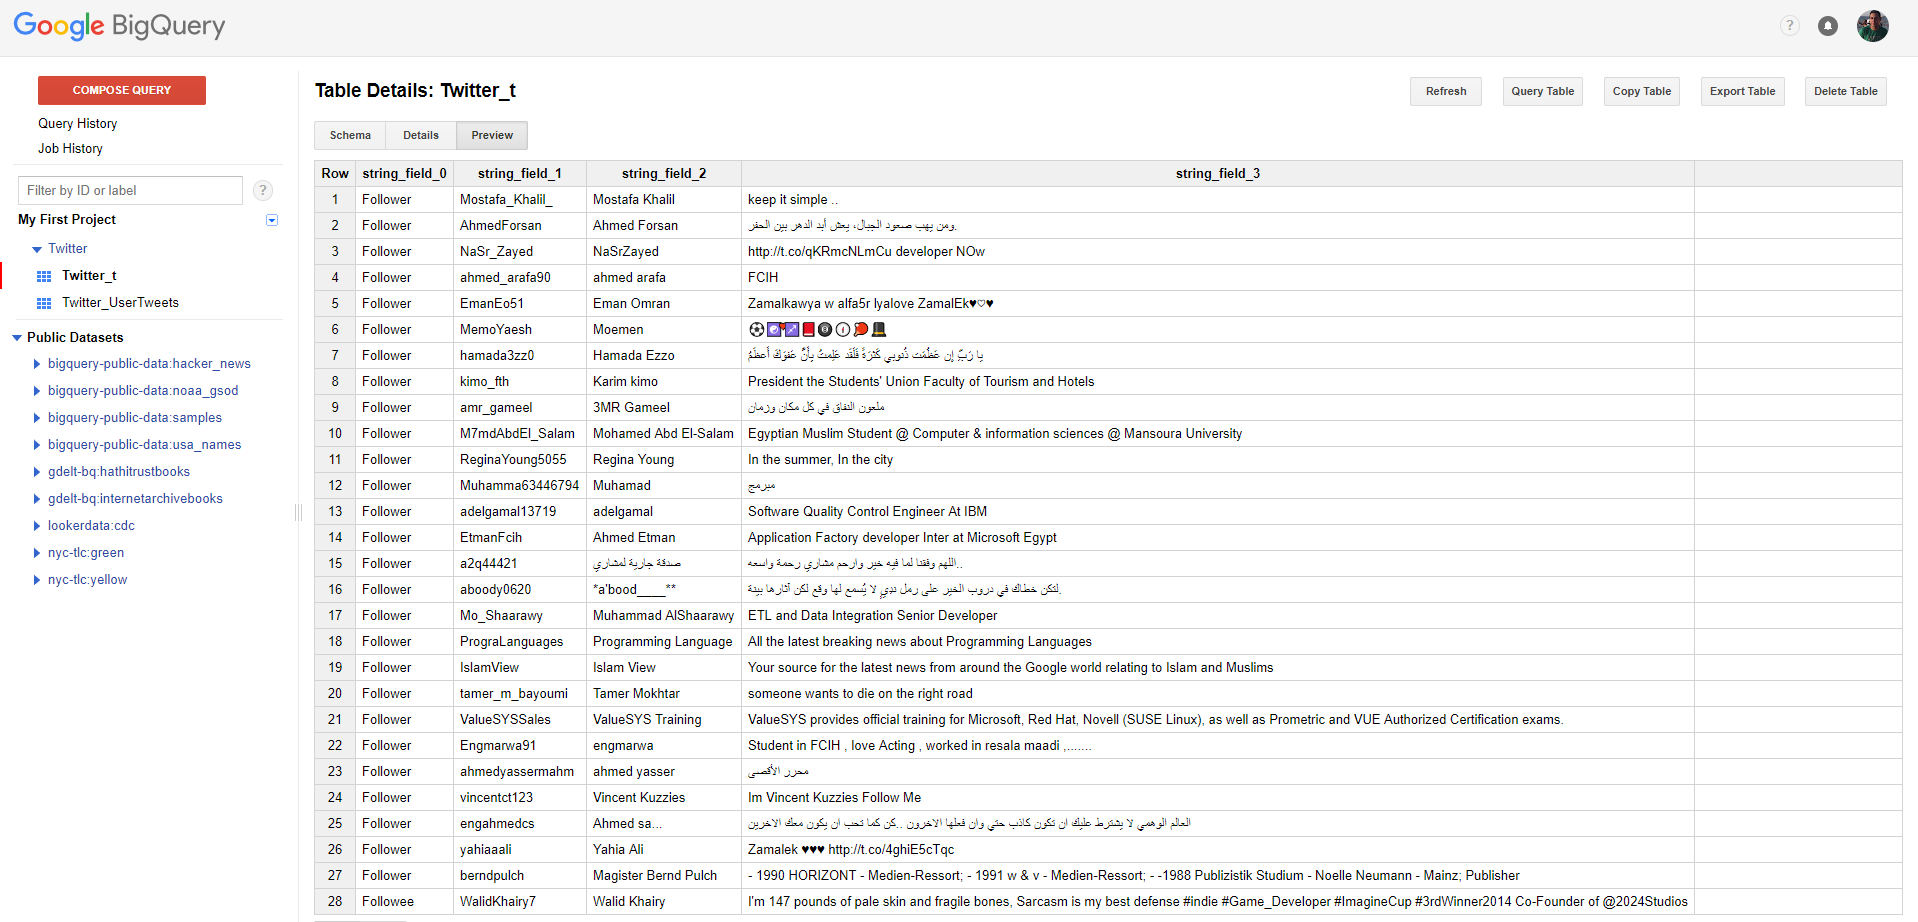 Google BigQuery
?
COMPOSE QUERY
Query History
Job History
Filter by ID or label
?
My First Project
Twitter
Twitter_t
Twitter_UserTweets
Public Datasets
bigquery-public-data:hacker_news
bigquery-public-data:noaa_gsod
bigquery-public-data:samples
bigquery-public-data:usa_names
gdelt-bq:hathitrustbooks
gdelt-bq:internetarchivebooks
lookerdata:cdc
nyc-tlc:green
nyc-tlc:yellow
Table Details: Twitter_t
Refresh Query Table Copy Table Export Table Delete Table
Schema Details Preview
Row string_field_0 string_field_1 string_field_2 string_field_3
1 Follower Mostafa_Khalil_ Mostafa Khalil keep it simple ..
2 Follower AhmedForsan Ahmed Forsan ومن يهب صعود الجبال، يعش أبد الدهر بين الحفر.
3 Follower NaSr_Zayed NaSrZayed http://t.co/qKRmcNLmCu developer NOw
4 Follower ahmed_arafa90 ahmed arafa FCIH
5 Follower EmanEo51 Eman Omran Zamalkawya w alfa5r lyalove ZamalEk♥♡♥
6 Follower MemoYaesh Moemen
7 Follower hamada3zz0 Hamada Ezzo يا رَبِّ إن عَظُمَت ذُنوبي كَثرَةً فَلَقَد عَلِمتُ بِأَنَّ عَفوَكَ أَعظَمُ
8 Follower kimo_fth Karim kimo President the Students' Union Faculty of Tourism and Hotels
9 Follower amr_gameel 3MR Gameel ملعون النفاق في كل مكان وزمان
10 Follower M7mdAbdEl_Salam Mohamed Abd El-Salam Egyptian Muslim Student @ Computer & information sciences @ Mansoura University
11 Follower ReginaYoung5055 Regina Young In the summer, In the city
12 Follower Muhamma63446794 Muhamad مبرمج
13 Follower adelgamal13719 adelgamal Software Quality Control Engineer At IBM
14 Follower EtmanFcih Ahmed Etman Application Factory developer Inter at Microsoft Egypt
15 Follower a2q44421 صدقة جارية لمشاري اللهم وفقنا لما فيه خير وارحم مشاري رحمة واسعه..
16 Follower aboody0620 *a'bood____** لتكن خطاك في دروب الخير على رمل ندي لا يُسمع لها وقع لكن آثارها بينة.
17 Follower Mo_Shaarawy Muhammad AlShaarawy ETL and Data Integration Senior Developer
18 Follower PrograLanguages Programming Language All the latest breaking news about Programming Languages
19 Follower IslamView Islam View Your source for the latest news from around the Google world relating to Islam and Muslims
20 Follower tamer_m_bayoumi Tamer Mokhtar someone wants to die on the right road
21 Follower ValueSYSSales ValueSYS Training ValueSYS provides official training for Microsoft, Red Hat, Novell (SUSE Linux), as well as Prometric and VUE Authorized Certification exams.
22 Follower Engmarwa91 engmarwa Student in FCIH , love Acting , worked in resala maadi ,.......
23 Follower ahmedyassermahm ahmed yasser محرر الأقصى
24 Follower vincentct123 Vincent Kuzzies Im Vincent Kuzzies Follow Me
25 Follower engahmedcs Ahmed sa... العالم الوهمي لا يشترط عليك ان تكون كاذب حتي وان فعلها الاخرون ..كن كما تحب ان يكون معك الاخرين
26 Follower yahiaaali Yahia Ali Zamalek ♥♥♥ http://t.co/4ghiE5cTqc
27 Follower berndpulch Magister Bernd Pulch - 1990 HORIZONT - Medien-Ressort; - 1991 w & v - Medien-Ressort; - -1988 Publizistik Studium - Noelle Neumann - Mainz; Publisher
28 Followee WalidKhairy7 Walid Khairy I'm 147 pounds of pale skin and fragile bones, Sarcasm is my best defense #indie #Game_Developer #ImagineCup #3rdWinner2014 Co-Founder of @2024Studios